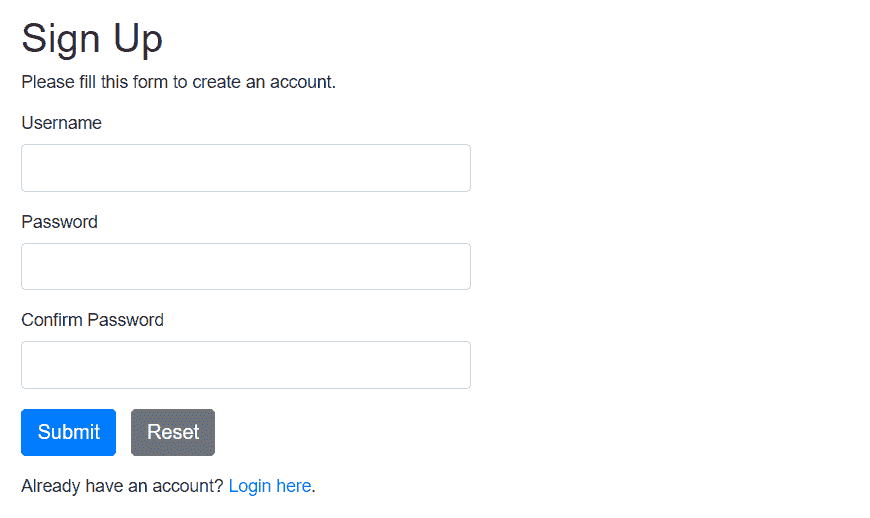 Sign Up
Please fill this form to create an account.
Username
Password
Confirm Password
Submit Reset
Already have an account? Login here.